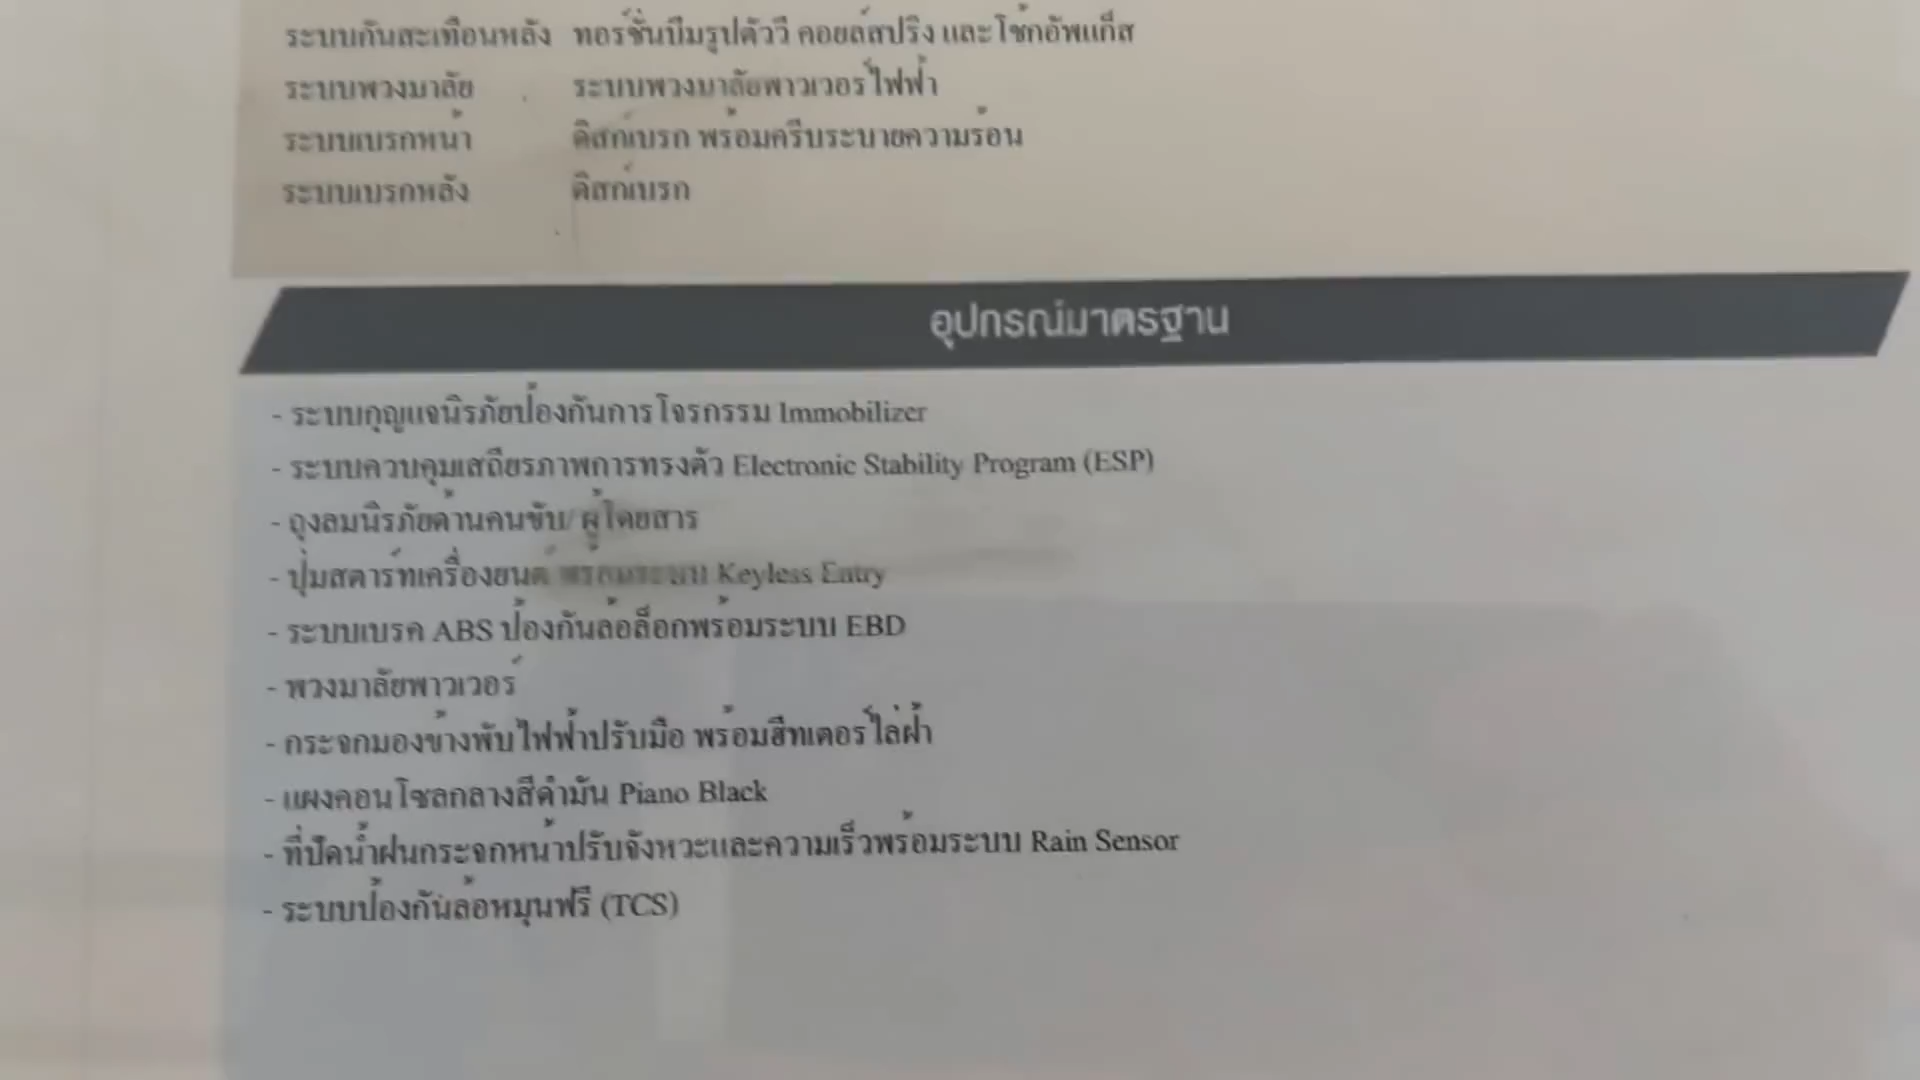 ระบบกันสะเทือนหลัง ทอร์ชั่นบีมรูปตัววี คอยล์สปริง และโช้กอัพแก็ส
ระบบพวงมาลัย ระบบพวงมาลัยพาวเวอร์ไฟฟ้า
ระบบเบรกหน้า ดิสก์เบรก พร้อมครีบระบายความร้อน
ระบบเบรกหลัง ดิสก์เบรก
อุปกรณ์มาตรฐาน
- ระบบกุญแจนิรภัยป้องกันการโจรกรรม Immobilizer
- ระบบควบคุมเสถียรภาพการทรงตัว Electronic Stability Program (ESP)
- ถุงลมนิรภัยด้านคนขับ/ ผู้โดยสาร
- ปุ่มสตาร์ทเครื่องยนต์ พร้อมระบบ Keyless Entry
- ระบบเบรค ABS ป้องกันล้อล็อกพร้อมระบบ EBD
- พวงมาลัยพาวเวอร์
- กระจกมองข้างพับไฟฟ้าปรับมือ พร้อมฮีทเตอร์ไล่ฝ้า
- แผงคอนโซลกลางสีดำมัน Piano Black
- ที่ปัดน้ำฝนกระจกหน้าปรับจังหวะและความเร็วพร้อมระบบ Rain Sensor
- ระบบป้องกันล้อหมุนฟรี (TCS)